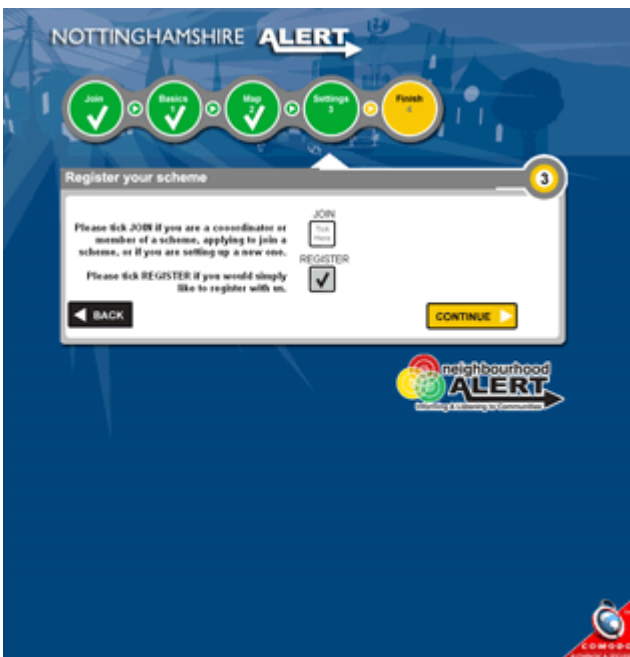 NOTTINGHAMSHIRE ALERT
Join Basics Map Settings Finish
1 2 3 4
Register your scheme
3
JOIN
Please tick JOIN if you are a cooordinator or
member of a scheme, applying to join a
scheme, or if you are setting up a new one.
Tick
Here
REGISTER
Please tick REGISTER if you would simply
like to register with us.
BACK
CONTINUE
neighbourhood
ALERT
Informing & Listening to Communities
COMODO